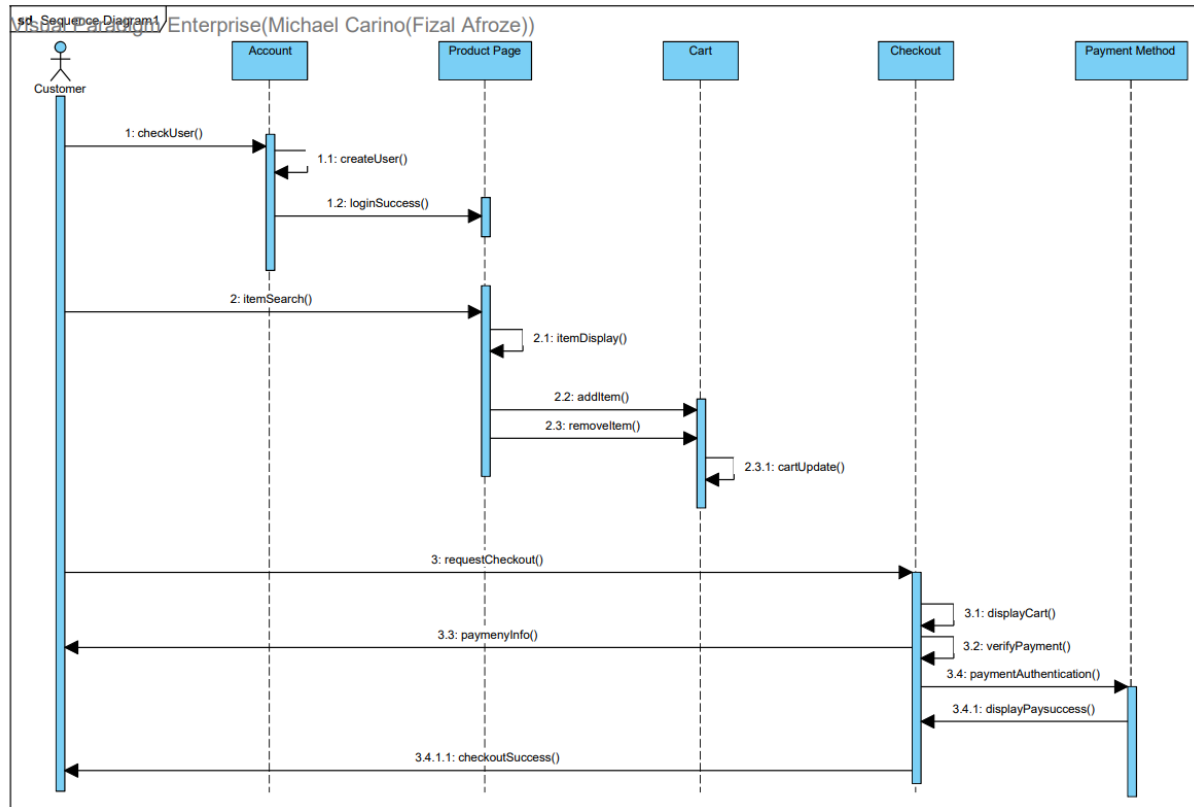 sd Sequence Diagram1
Visual Paradigm Enterprise(Michael Carino(Fizal Afroze))
Customer
Account
Product Page
Cart
Checkout
Payment Method
1: checkUser()
1.1: createUser()
1.2: loginSuccess()
2: itemSearch()
2.1: itemDisplay()
2.2: addItem()
2.3: removeItem()
2.3.1: cartUpdate()
3: requestCheckout()
3.1: displayCart()
3.3: paymenyInfo()
3.2: verifyPayment()
3.4: paymentAuthentication()
3.4.1: displayPaysuccess()
3.4.1.1: checkoutSuccess()